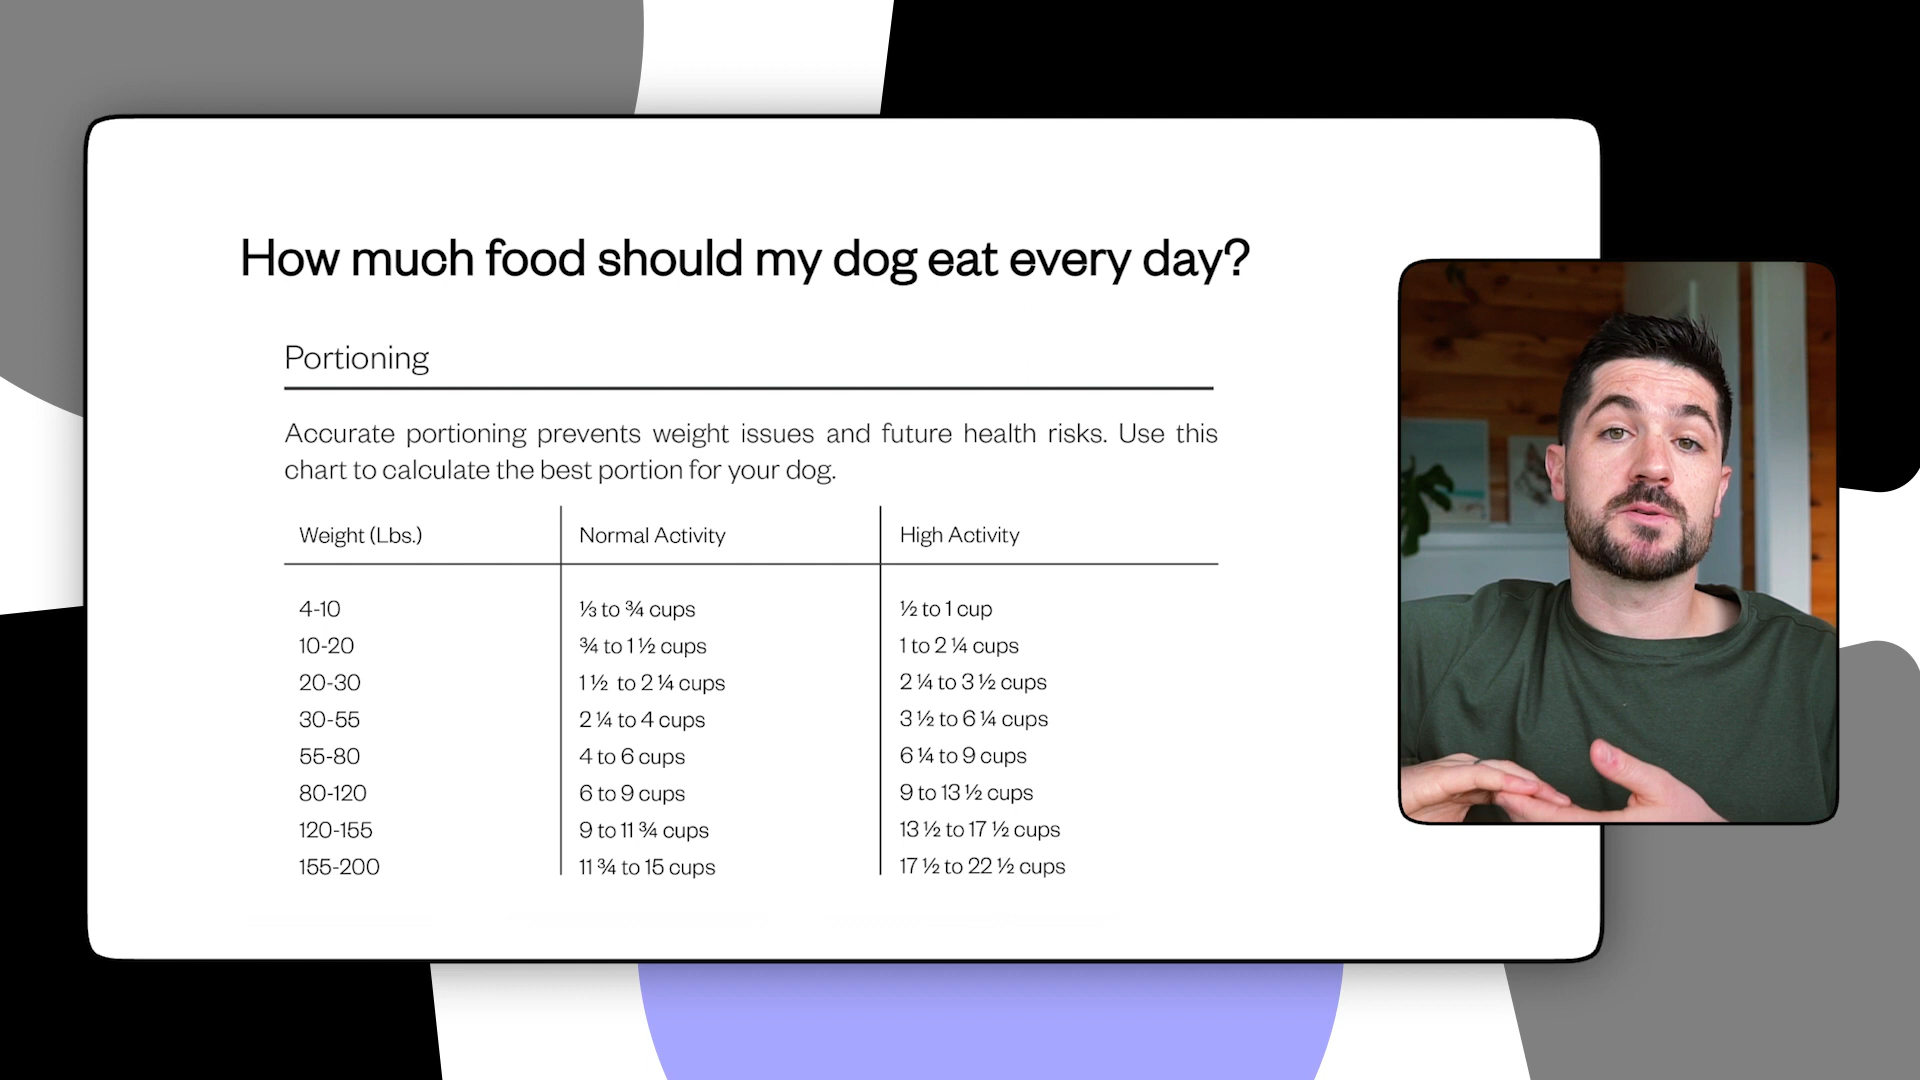 How much food should my dog eat every day?
Portioning
Accurate portioning prevents weight issues and future health risks. Use this
chart to calculate the best portion for your dog.
Weight (Lbs.) Normal Activity High Activity
4-10 ⅓ to ¾ cups ½ to 1 cup
10-20 ¾ to 1 ½ cups 1 to 2 ¼ cups
20-30 1 ½ to 2 ¼ cups 2 ¼ to 3 ½ cups
30-55 2 ¼ to 4 cups 3 ½ to 6 ¼ cups
55-80 4 to 6 cups 6 ¼ to 9 cups
80-120 6 to 9 cups 9 to 13 ½ cups
120-155 9 to 11 ¾ cups 13 ½ to 17 ½ cups
155-200 11 ¾ to 15 cups 17 ½ to 22 ½ cups